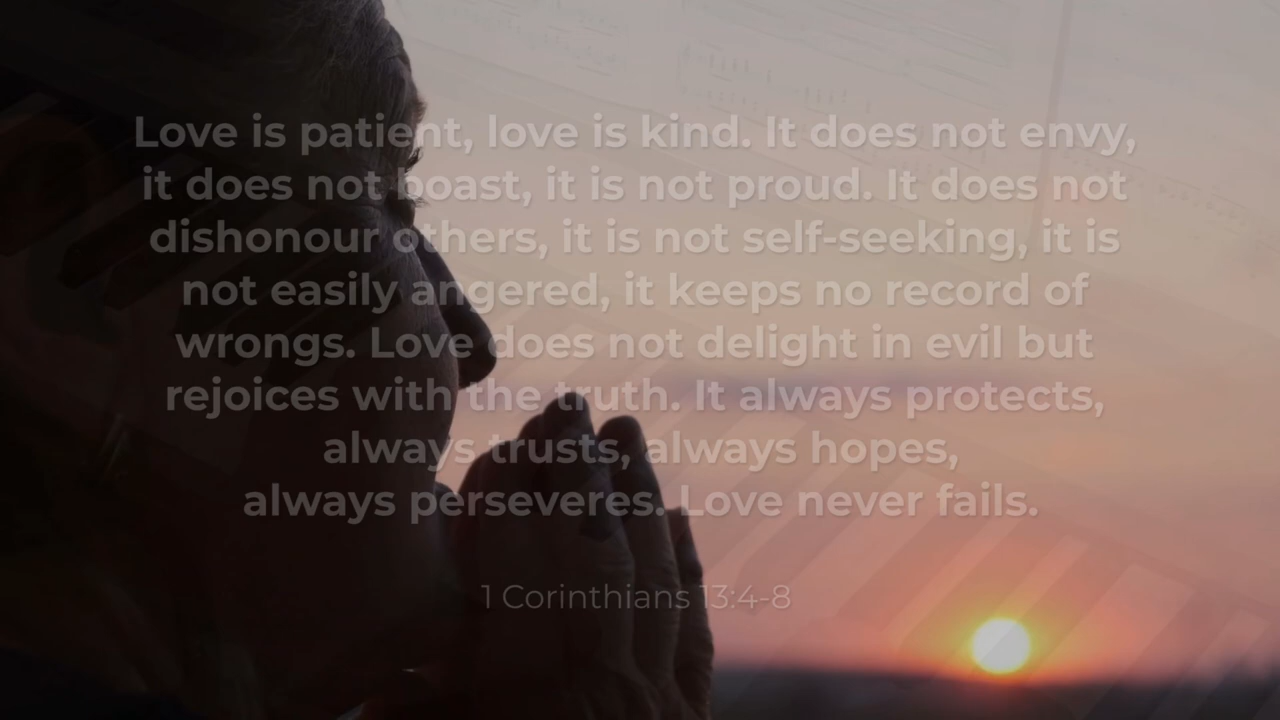 Love is patient, love is kind. It does not envy,
it does not boast, it is not proud. It does not
dishonour others, it is not self-seeking, it is
not easily angered, it keeps no record of
wrongs. Love does not delight in evil but
rejoices with the truth. It always protects,
always trusts, always hopes,
always perseveres. Love never fails.
1 Corinthians 13:4-8